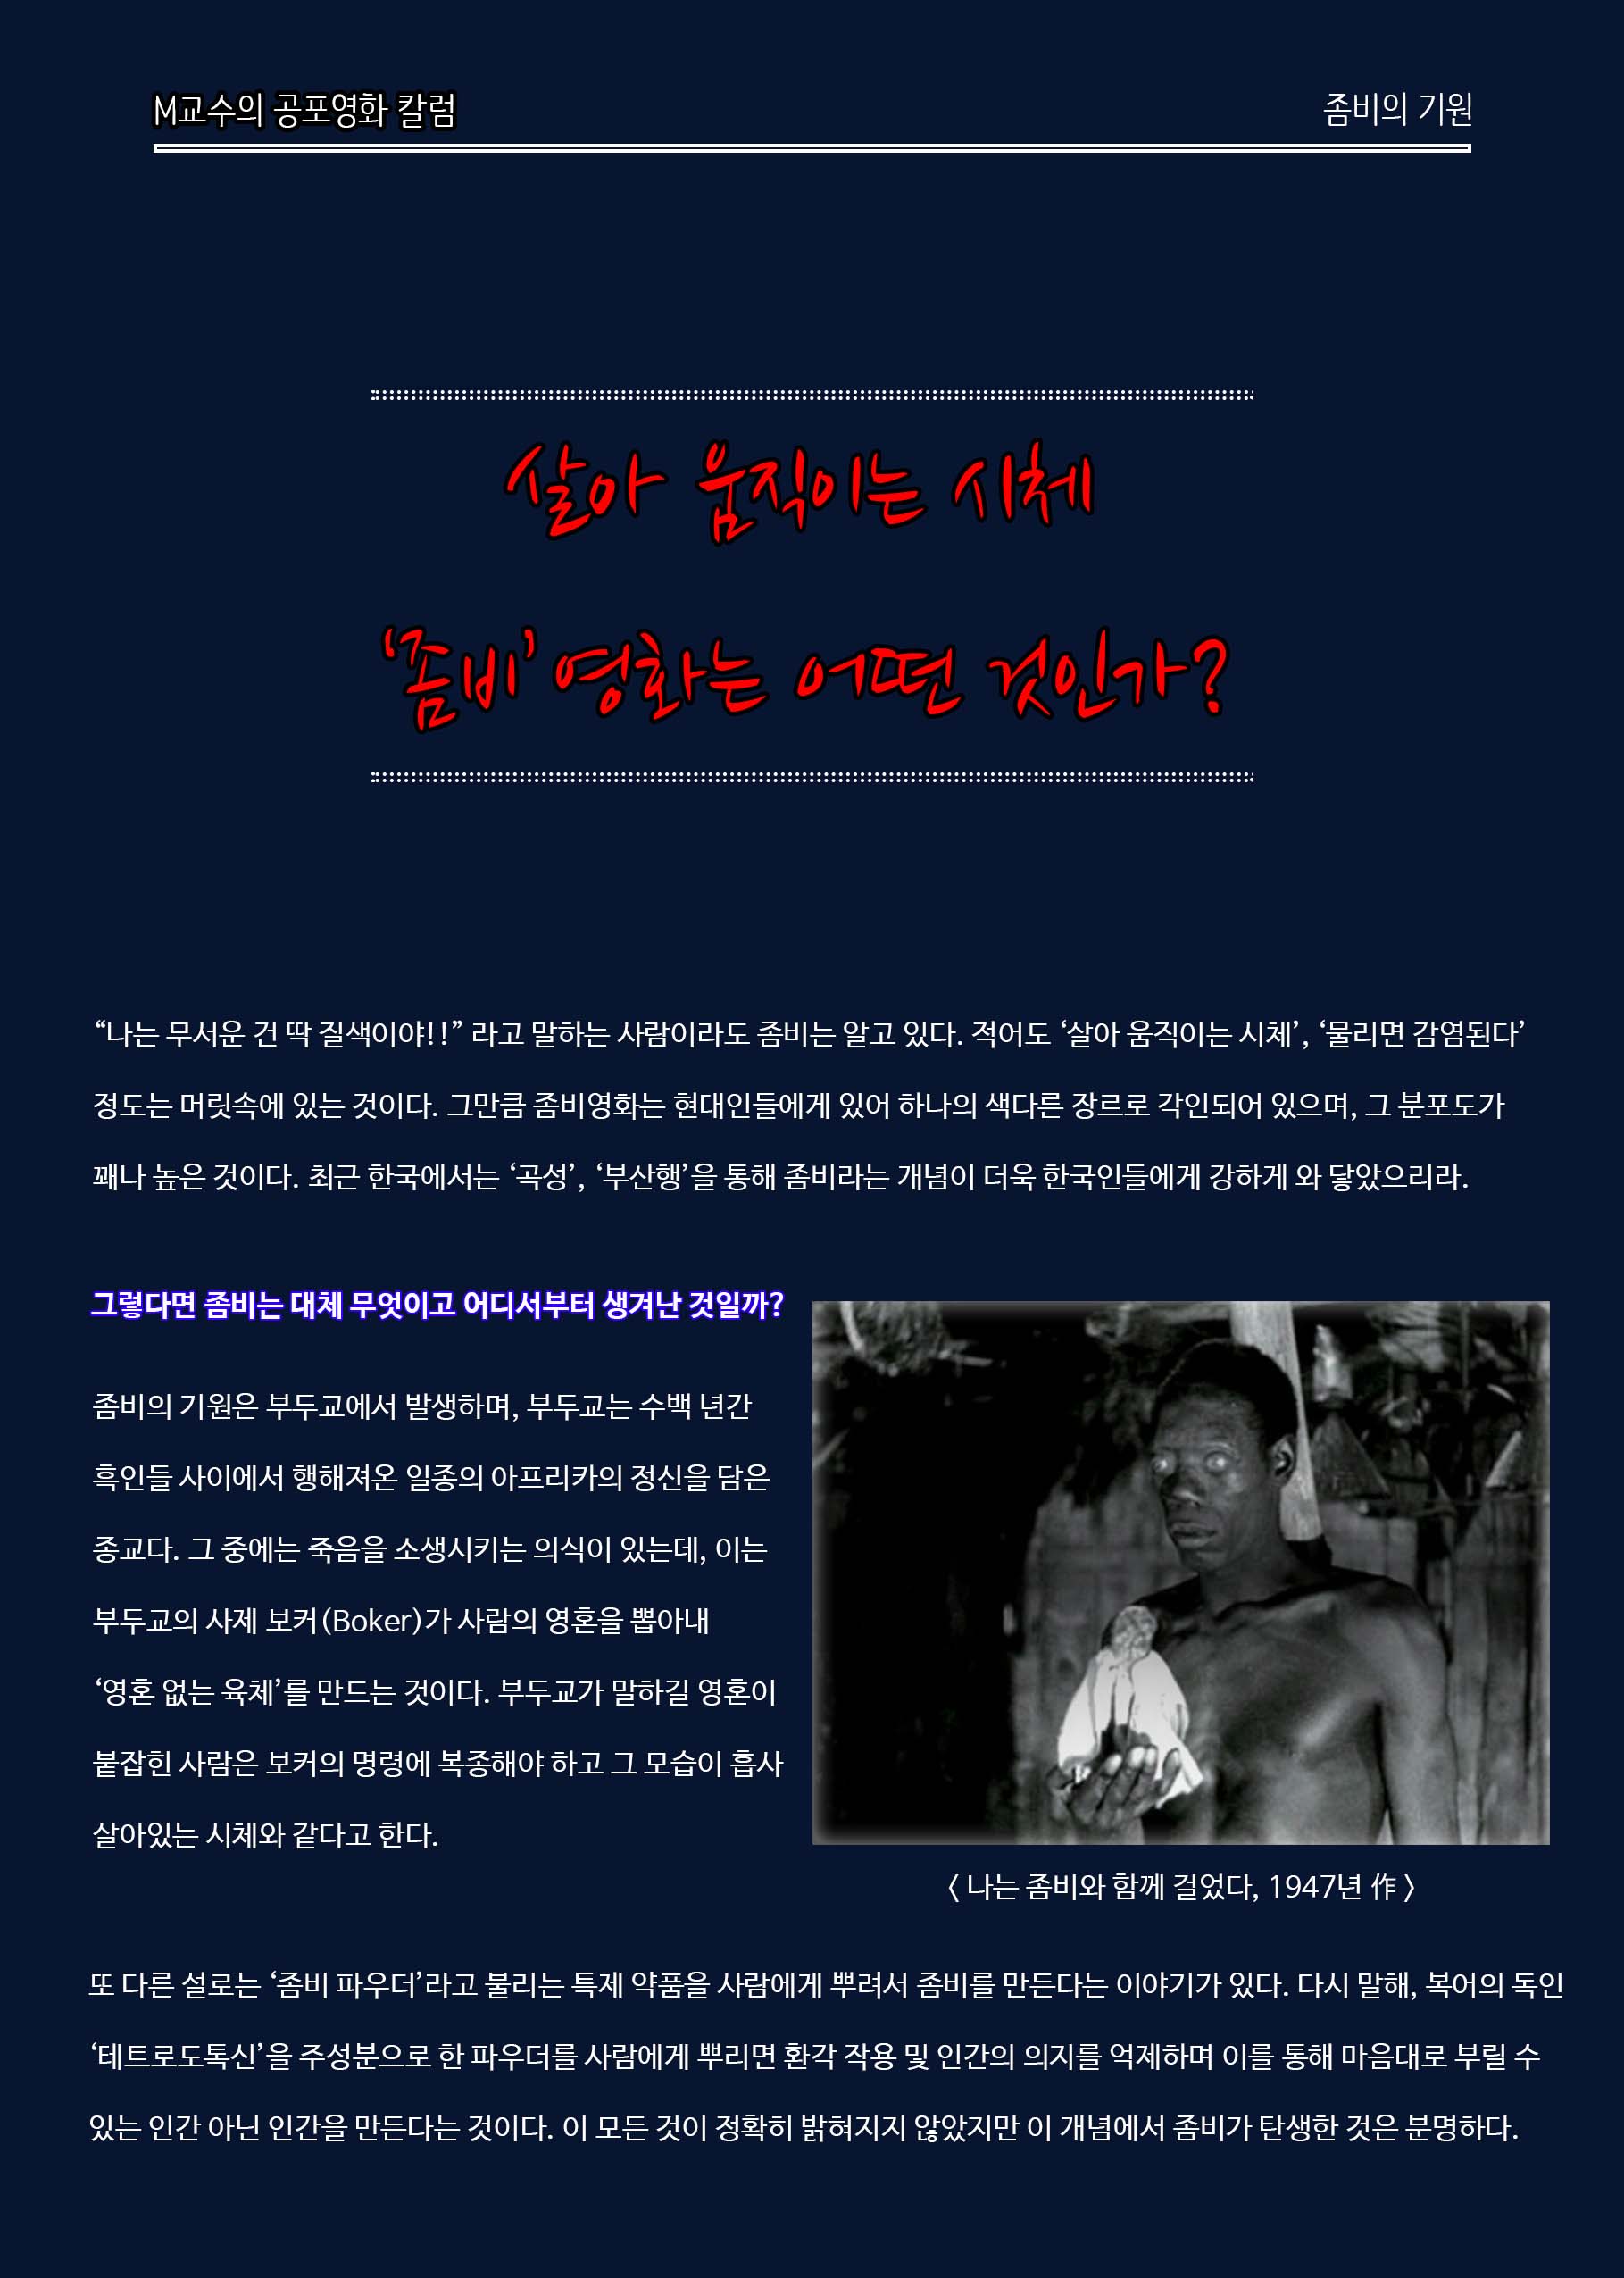 M교수의 공포영화 칼럼
좀비의 기원
살아 움직이는 시체
‘좀비’ 영화는 어떤 것인가?
“나는 무서운 건 딱 질색이야!!” 라고 말하는 사람이라도 좀비는 알고 있다. 적어도 ‘살아 움직이는 시체’, ‘물리면 감염된다’
정도는 머릿속에 있는 것이다. 그만큼 좀비영화는 현대인들에게 있어 하나의 색다른 장르로 각인되어 있으며, 그 분포도가
꽤나 높은 것이다. 최근 한국에서는 ‘곡성’, ‘부산행’을 통해 좀비라는 개념이 더욱 한국인들에게 강하게 와 닿았으리라.
그렇다면 좀비는 대체 무엇이고 어디서부터 생겨난 것일까?
좀비의 기원은 부두교에서 발생하며, 부두교는 수백 년간
흑인들 사이에서 행해져온 일종의 아프리카의 정신을 담은
종교다. 그 중에는 죽음을 소생시키는 의식이 있는데, 이는
부두교의 사제 보커(Boker)가 사람의 영혼을 뽑아내
‘영혼 없는 육체’를 만드는 것이다. 부두교가 말하길 영혼이
붙잡힌 사람은 보커의 명령에 복종해야 하고 그 모습이 흡사
살아있는 시체와 같다고 한다.
〈 나는 좀비와 함께 걸었다, 1947년 作 〉
또 다른 설로는 ‘좀비 파우더’라고 불리는 특제 약품을 사람에게 뿌려서 좀비를 만든다는 이야기가 있다. 다시 말해, 복어의 독인
‘테트로도톡신’을 주성분으로 한 파우더를 사람에게 뿌리면 환각 작용 및 인간의 의지를 억제하며 이를 통해 마음대로 부릴 수
있는 인간 아닌 인간을 만든다는 것이다. 이 모든 것이 정확히 밝혀지지 않았지만 이 개념에서 좀비가 탄생한 것은 분명하다.